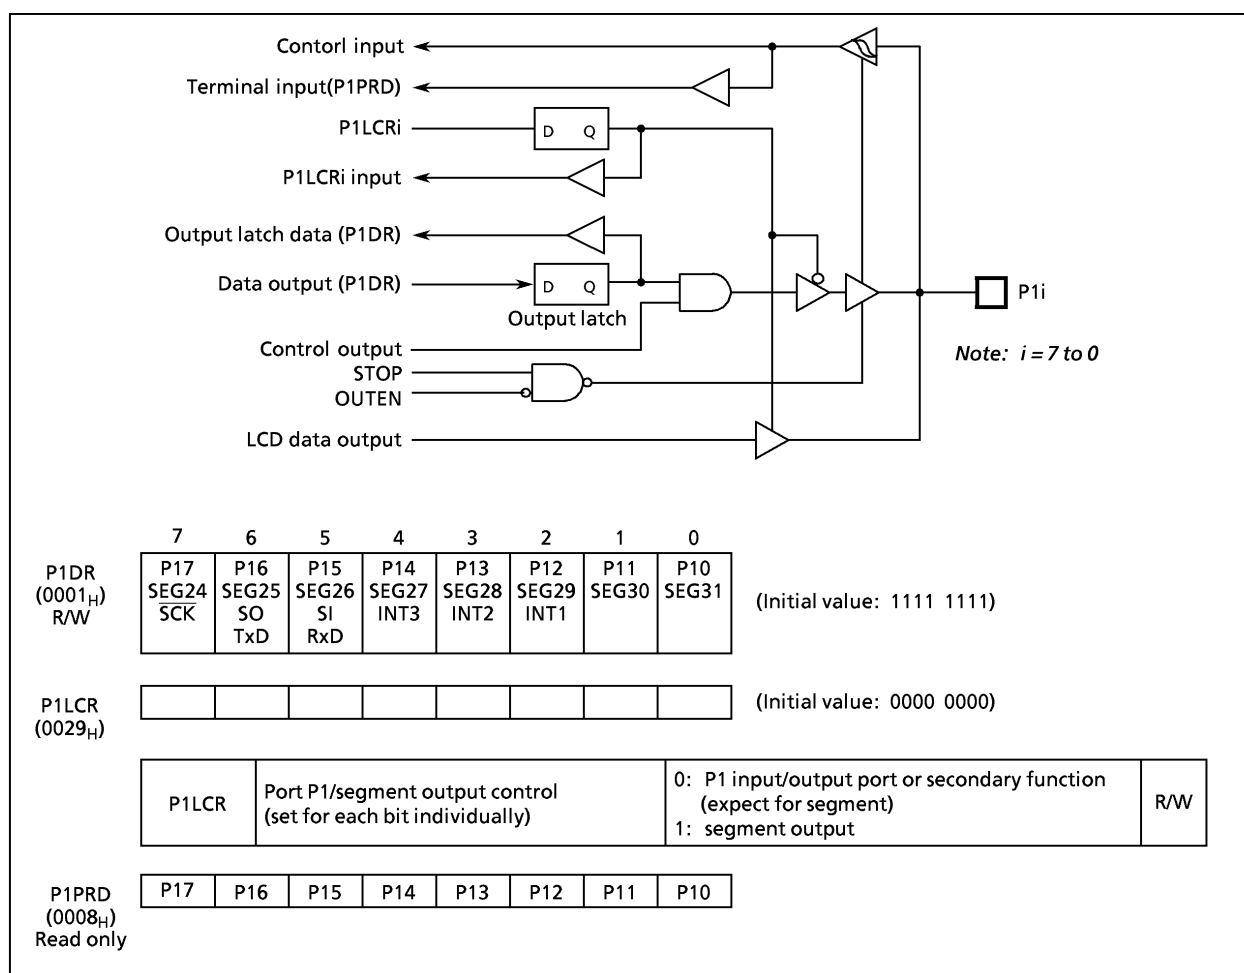 Contorl input
Terminal input(P1PRD)
P1LCRi
D Q
P1LCRi input
Output latch data (P1DR)
Data output (P1DR)
D Q
P1i
Output latch
Control output
Note: i = 7 to 0
STOP
OUTEN
LCD data output
7 6 5 4 3 2 1 0
P1DR
(0001H)
R/W
P17 P16 P15 P14 P13 P12 P11 P10
SEG24 SEG25 SEG26 SEG27 SEG28 SEG29 SEG30 SEG31
SCK SO SI INT3 INT2 INT1
TxD RxD
(Initial value: 1111 1111)
P1LCR
(0029H)
(Initial value: 0000 0000)
P1LCR
Port P1/segment output control
(set for each bit individually)
0: P1 input/output port or secondary function
(expect for segment)
1: segment output
R/W
P1PRD
(0008H)
Read only
P17 P16 P15 P14 P13 P12 P11 P10